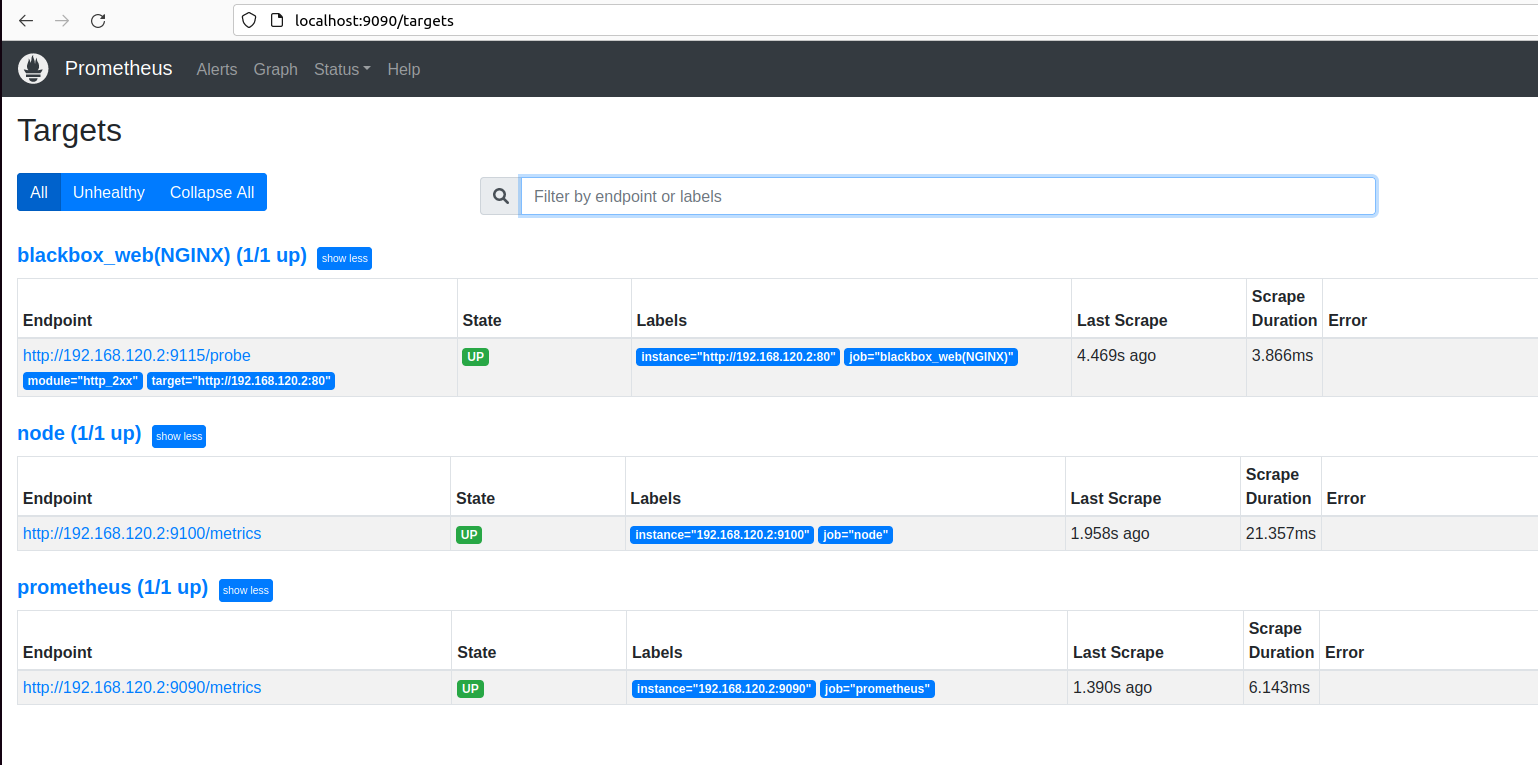 localhost:9090/targets
Prometheus Alerts Graph Status Help
Targets
All Unhealthy Collapse All Filter by endpoint or labels
blackbox_web(NGINX) (1/1 up) show less
Endpoint State Labels Last Scrape Scrape Duration Error
http://192.168.120.2:9115/probe UP instance="http://192.168.120.2:80" job="blackbox_web(NGINX)" 4.469s ago 3.866ms
module="http_2xx" target="http://192.168.120.2:80"
node (1/1 up) show less
Endpoint State Labels Last Scrape Scrape Duration Error
http://192.168.120.2:9100/metrics UP instance="192.168.120.2:9100" job="node" 1.958s ago 21.357ms
prometheus (1/1 up) show less
Endpoint State Labels Last Scrape Scrape Duration Error
http://192.168.120.2:9090/metrics UP instance="192.168.120.2:9090" job="prometheus" 1.390s ago 6.143ms